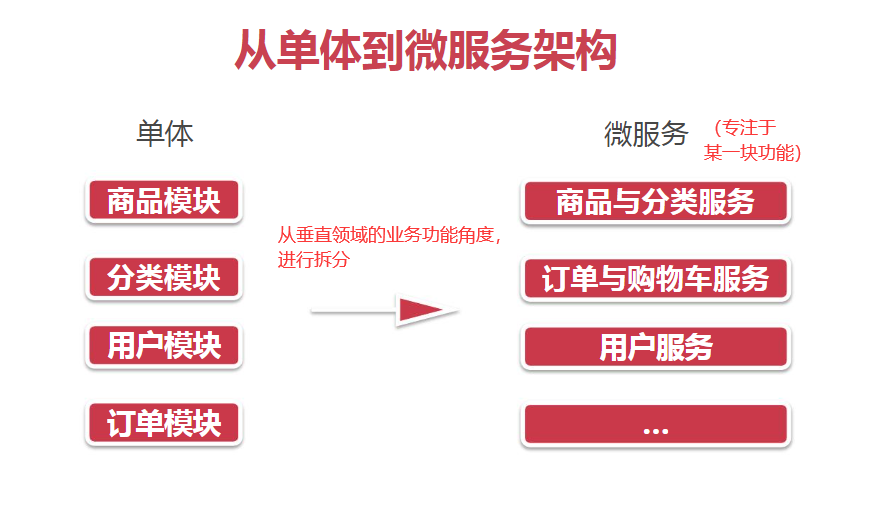 从单体到微服务架构
单体
微服务
（专注于
某一块功能）
商品模块
分类模块
用户模块
订单模块
从垂直领域的业务功能角度，
进行拆分
商品与分类服务
订单与购物车服务
用户服务
...